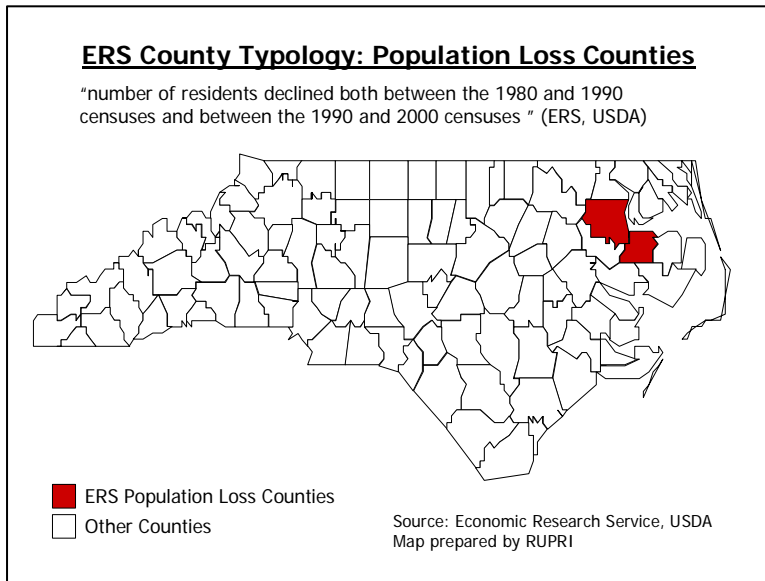 ERS County Typology: Population Loss Counties
"number of residents declined both between the 1980 and 1990
censuses and between the 1990 and 2000 censuses " (ERS, USDA)
ERS Population Loss Counties
Other Counties
Source: Economic Research Service, USDA
Map prepared by RUPRI